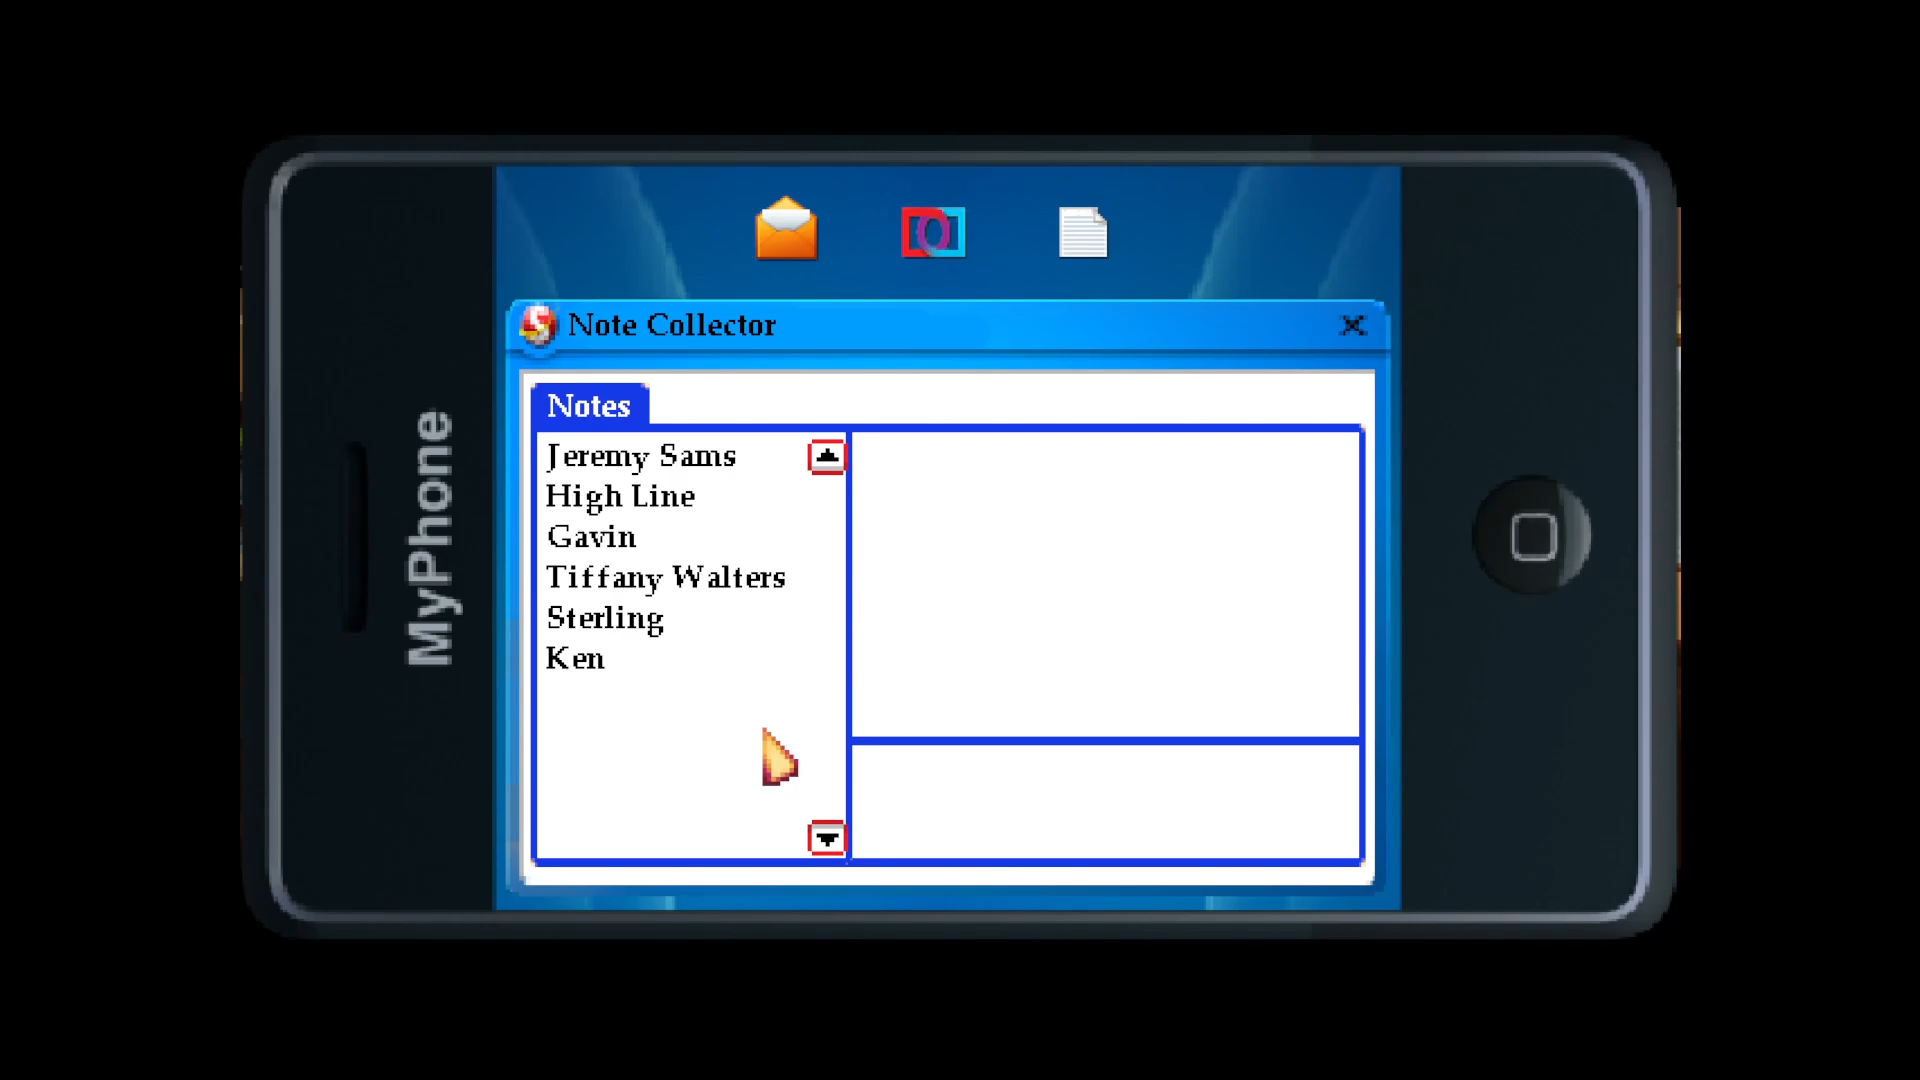 MyPhone
Note Collector
Notes
Jeremy Sams
High Line
Gavin
Tiffany Walters
Sterling
Ken